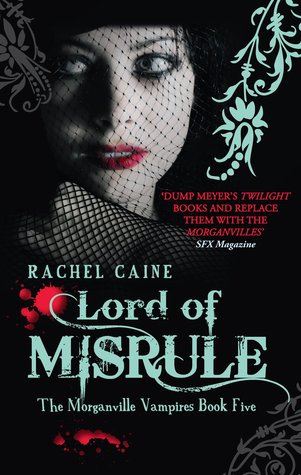 ‘DUMP MEYER’S TWILIGHT
BOOKS AND REPLACE
THEM WITH THE
MORGANVILLES’
SFX Magazine
RACHEL CAINE
Lord of
MISRULE
The Morganville Vampires Book Five